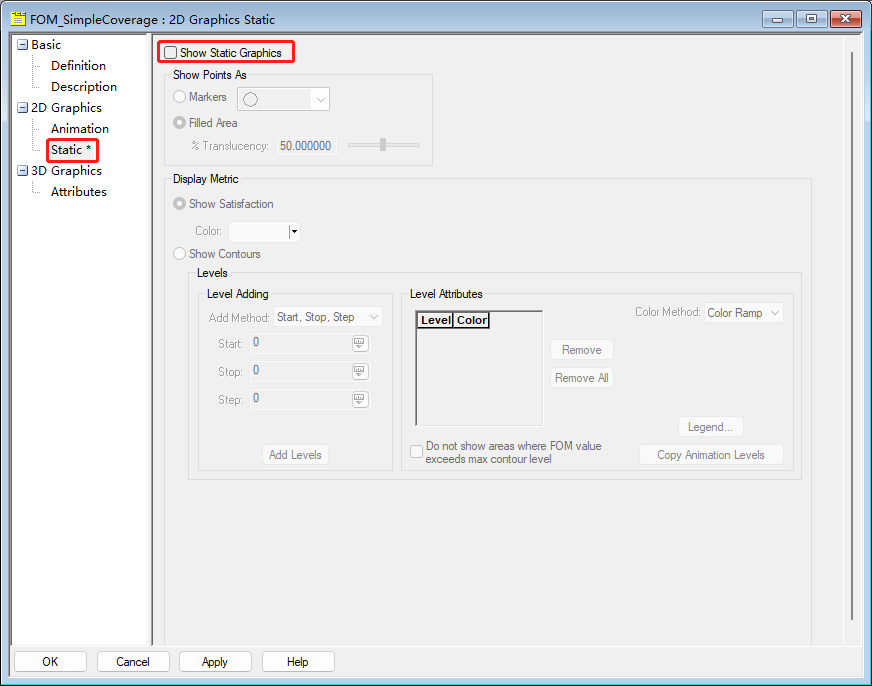 FOM_SimpleCoverage : 2D Graphics Static
Basic
Definition
Description
2D Graphics
Animation
Static *
3D Graphics
Attributes
Show Static Graphics
Show Points As
Markers
Filled Area
% Translucency: 50.000000
Display Metric
Show Satisfaction
Color:
Show Contours
Levels
Level Adding
Add Method: Start, Stop, Step
Start: 0
Stop: 0
Step: 0
Add Levels
Level Attributes
Level Color
Color Method: Color Ramp
Remove
Remove All
Legend...
Do not show areas where FOM value
exceeds max contour level
Copy Animation Levels
OK Cancel Apply Help